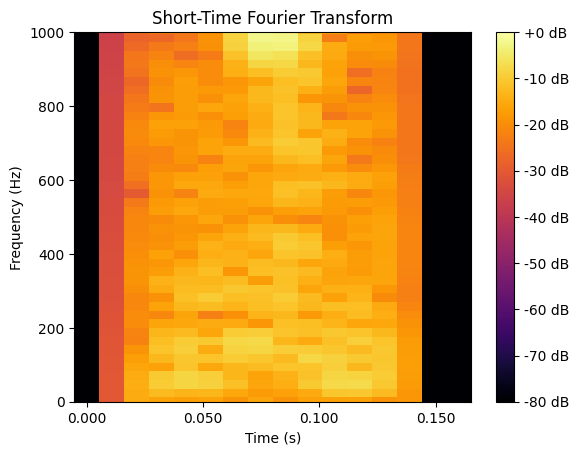 Short-Time Fourier Transform
1000
800
600
400
200
0
Frequency (Hz)
0.000
0.050
0.100
0.150
Time (s)
+0 dB
-10 dB
-20 dB
-30 dB
-40 dB
-50 dB
-60 dB
-70 dB
-80 dB